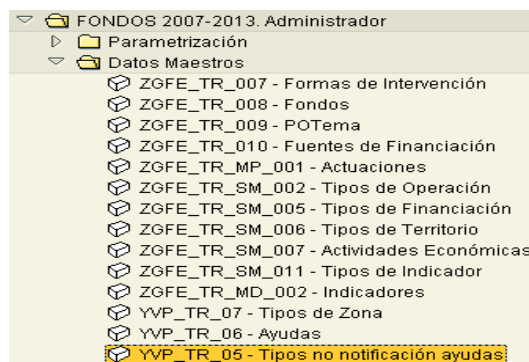 FONDOS 2007-2013. Administrador
Parametrización
Datos Maestros
ZGFE_TR_007 - Formas de Intervención
ZGFE_TR_008 - Fondos
ZGFE_TR_009 - POTema
ZGFE_TR_010 - Fuentes de Financiación
ZGFE_TR_MP_001 - Actuaciones
ZGFE_TR_SM_002 - Tipos de Operación
ZGFE_TR_SM_005 - Tipos de Financiación
ZGFE_TR_SM_006 - Tipos de Territorio
ZGFE_TR_SM_007 - Actividades Económicas
ZGFE_TR_SM_011 - Tipos de Indicador
ZGFE_TR_MD_002 - Indicadores
YVP_TR_07 - Tipos de Zona
YVP_TR_06 - Ayudas
YVP_TR_05 - Tipos no notificación ayudas